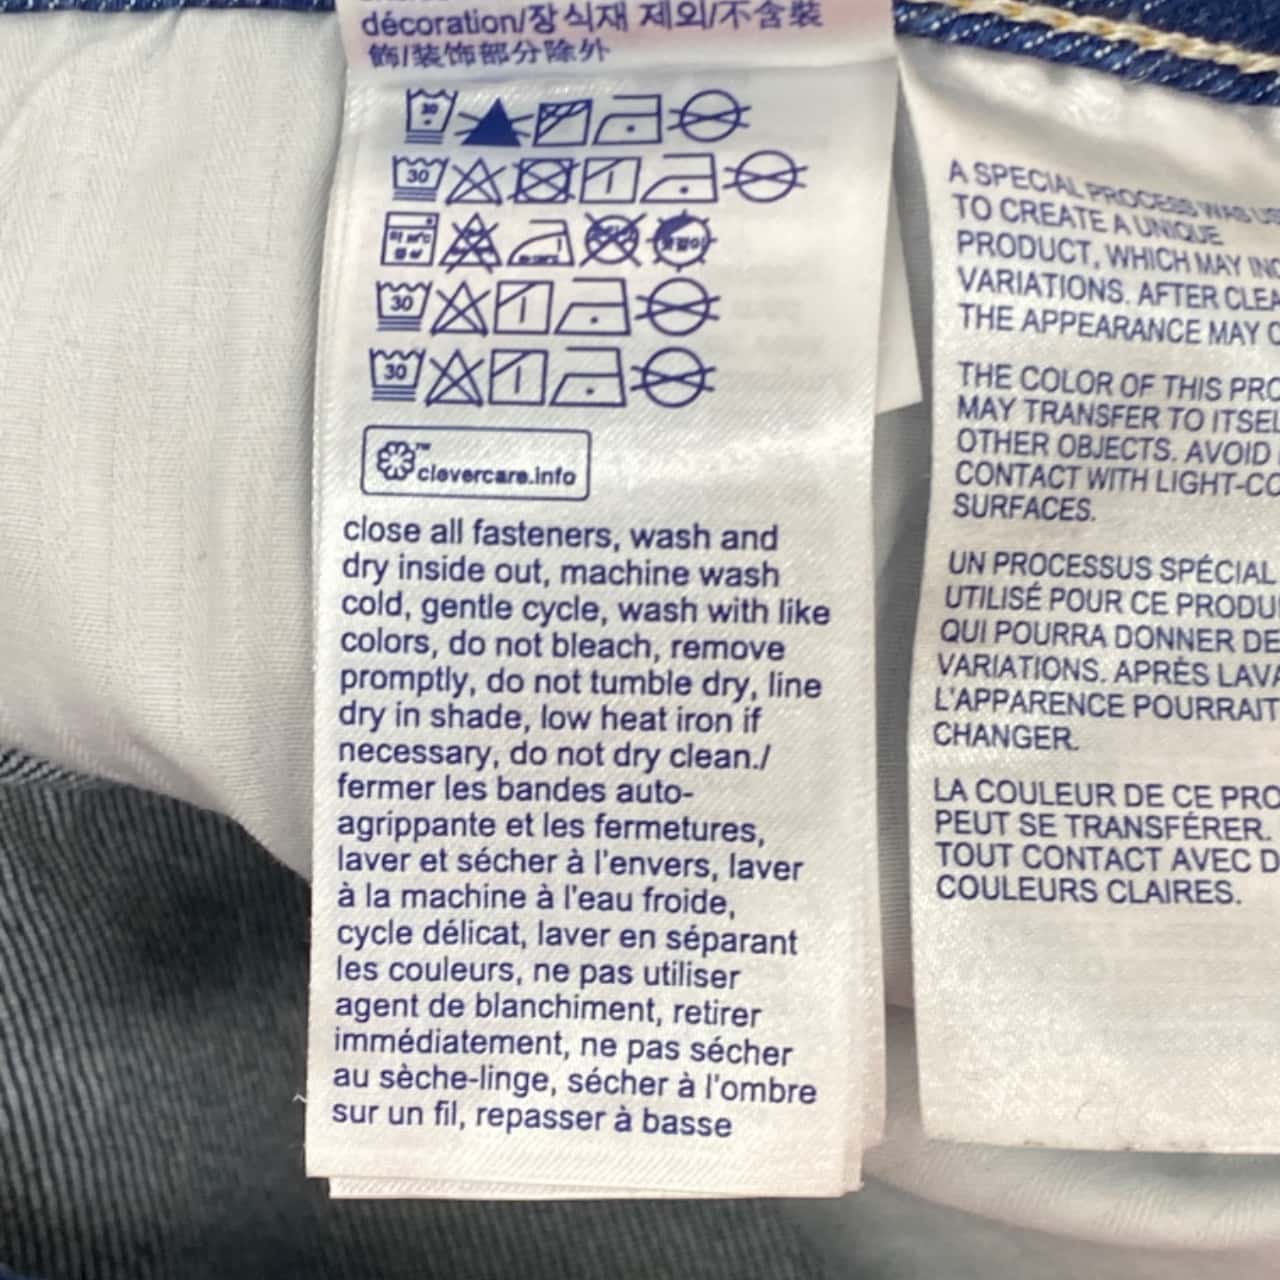 décoration/장식재 제외/不含裝
飾/装饰部分除外
30
30
30
30
clevercare.info
close all fasteners, wash and
dry inside out, machine wash
cold, gentle cycle, wash with like
colors, do not bleach, remove
promptly, do not tumble dry, line
dry in shade, low heat iron if
necessary, do not dry clean./
fermer les bandes auto-
agrippante et les fermetures,
laver et sécher à l'envers, laver
à la machine à l'eau froide,
cycle délicat, laver en séparant
les couleurs, ne pas utiliser
agent de blanchiment, retirer
immédiatement, ne pas sécher
au sèche-linge, sécher à l'ombre
sur un fil, repasser à basse
A SPECIAL PROCESS WAS
TO CREATE A UNIQUE
PRODUCT, WHICH MAY
VARIATIONS. AFTER
THE APPEARANCE MAY
THE COLOR OF THIS
MAY TRANSFER TO
OTHER OBJECTS. AVOID
CONTACT WITH
SURFACES.
UN PROCESSUS SPÉCIAL
UTILISÉ POUR CE
QUI POURRA DONNER
VARIATIONS. APRÈS
L'APPARENCE POURRAIT
CHANGER.
LA COULEUR DE CE
PEUT SE TRANSFÉRER.
TOUT CONTACT AVEC
COULEURS CLAIRES.